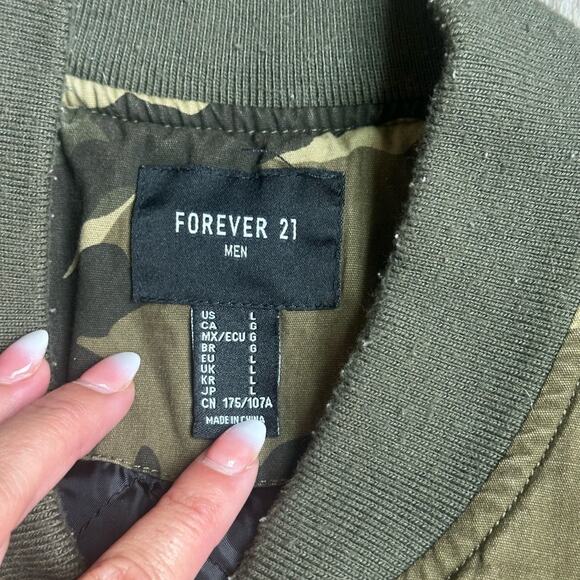 FOREVER 21
MEN
US L
CA G
MX/ECU G
BR G
EU L
UK L
KR L
JP L
CN 175/107A
MADE IN CHINA